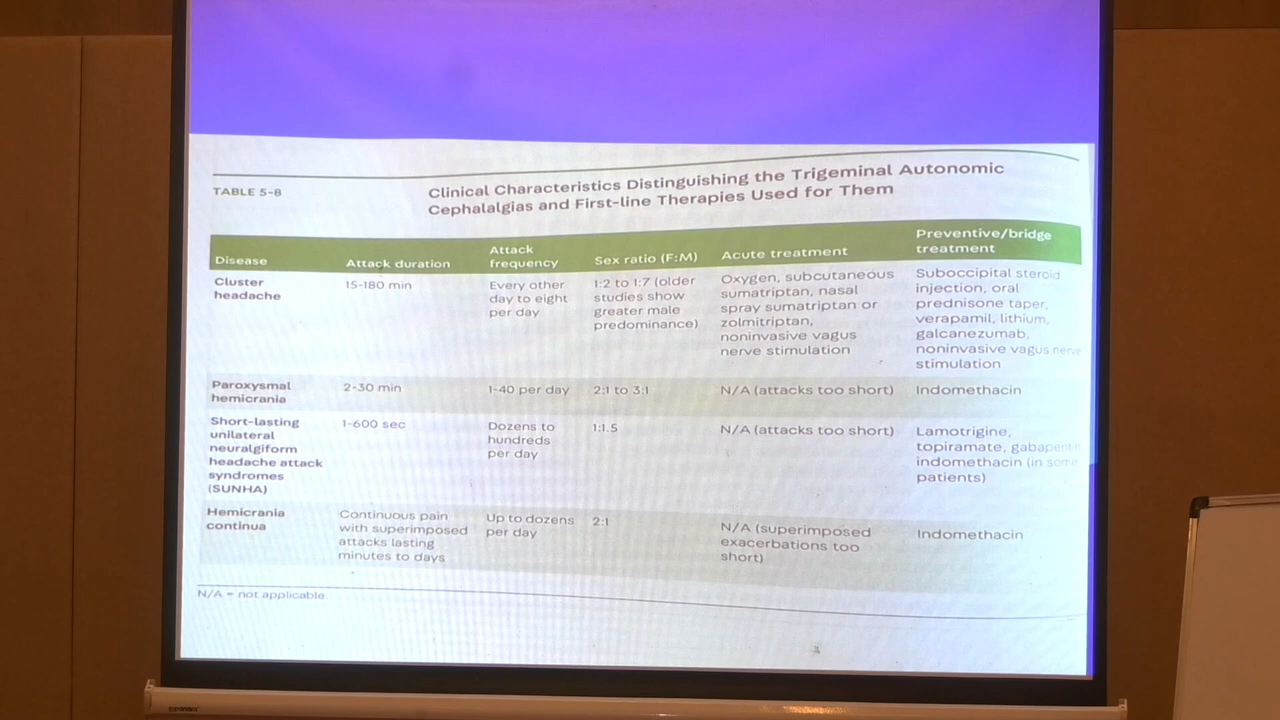 TABLE 5-8
Clinical Characteristics Distinguishing the Trigeminal Autonomic
Cephalalgias and First-line Therapies Used for Them
Disease
Attack duration
Attack
frequency
Sex ratio (F:M)
Acute treatment
Preventive/bridge
treatment
Cluster
headache
15-180 min
Every other
day to eight
per day
1:2 to 1:7 (older
studies show
greater male
predominance)
Oxygen, subcutaneous
sumatriptan, nasal
spray sumatriptan or
zolmitriptan,
noninvasive vagus
nerve stimulation
Suboccipital steroid
injection, oral
prednisone taper,
verapamil, lithium,
galcanezumab,
noninvasive vagus nerve
stimulation
Paroxysmal
hemicrania
2-30 min
1-40 per day
2:1 to 3:1
N/A (attacks too short)
Indomethacin
Short-lasting
unilateral
neuralgiform
headache attack
syndromes
(SUNHA)
1-600 sec
Dozens to
hundreds
per day
1:1.5
N/A (attacks too short)
Lamotrigine,
topiramate, gabapentin
indomethacin (in some
patients)
Hemicrania
continua
Continuous pain
with superimposed
attacks lasting
minutes to days
Up to dozens
per day
2:1
N/A (superimposed
exacerbations too
short)
Indomethacin
N/A = not applicable.